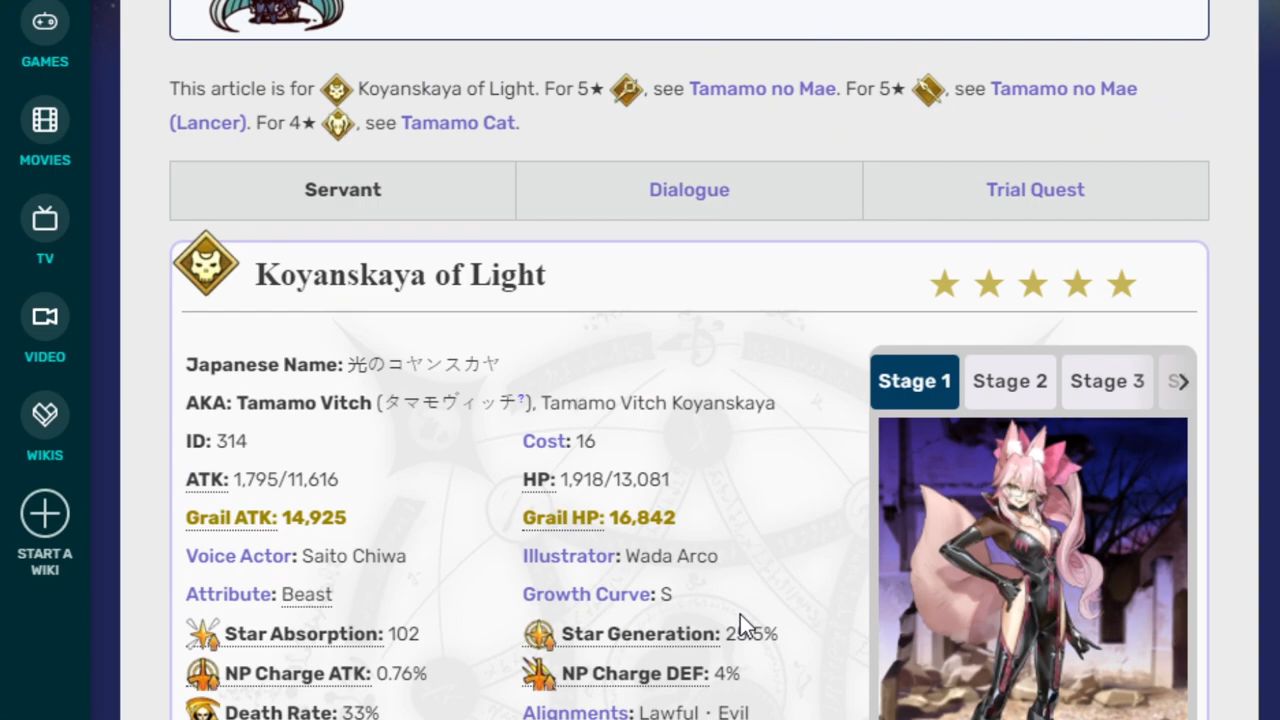 GAMES
MOVIES
TV
VIDEO
WIKIS
START A
WIKI
This article is for Koyanskaya of Light. For 5★ , see Tamamo no Mae. For 5★ , see Tamamo no Mae
(Lancer). For 4★ , see Tamamo Cat.
Servant Dialogue Trial Quest
Koyanskaya of Light ★ ★ ★ ★ ★
Japanese Name: 光のコヤンスカヤ
AKA: Tamamo Vitch (タマモヴィッチ?), Tamamo Vitch Koyanskaya
ID: 314 Cost: 16
ATK: 1,795/11,616 HP: 1,918/13,081
Grail ATK: 14,925 Grail HP: 16,842
Voice Actor: Saito Chiwa Illustrator: Wada Arco
Attribute: Beast Growth Curve: S
Star Absorption: 102 Star Generation:
NP Charge ATK: 0.76% NP Charge DEF: 4%
Death Rate: 33% Alignments: Lawful・Evil
Stage 1 Stage 2 Stage 3